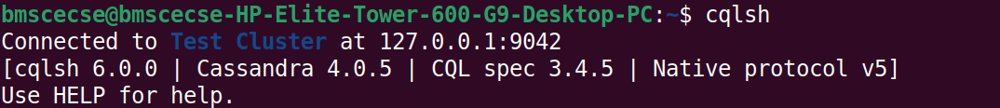 bmscecse@bmscecse-HP-Elite-Tower-600-G9-Desktop-PC:~$ cqlsh
Connected to Test Cluster at 127.0.0.1:9042
[cqlsh 6.0.0 | Cassandra 4.0.5 | CQL spec 3.4.5 | Native protocol v5]
Use HELP for help.